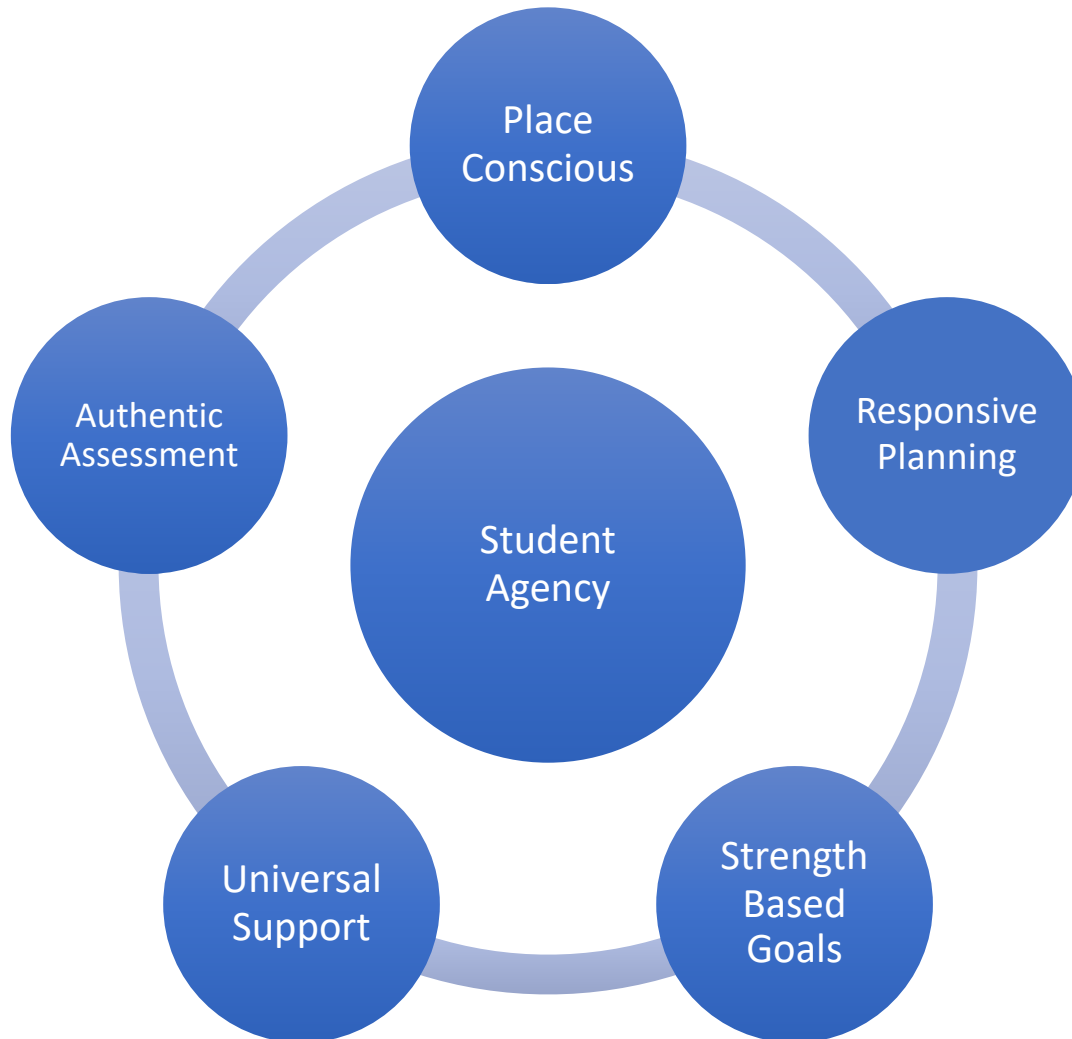 Place
Conscious
Responsive
Planning
Strength
Based
Goals
Universal
Support
Authentic
Assessment
Student
Agency